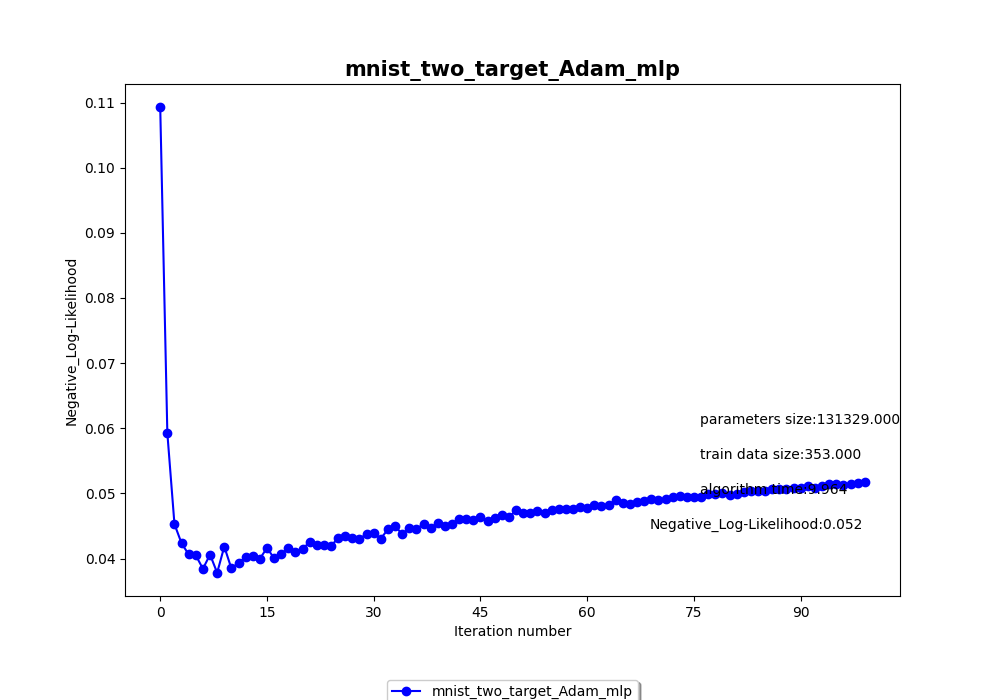 mnist_two_target_Adam_mlp
0.11
0.10
0.09
0.08
0.07
0.06
0.05
0.04
Negative_Log-Likelihood
parameters size:131329.000
train data size:353.000
algorithm time:
Negative_Log-Likelihood:0.052
0
15
30
45
60
75
90
Iteration number
mnist_two_target_Adam_mlp